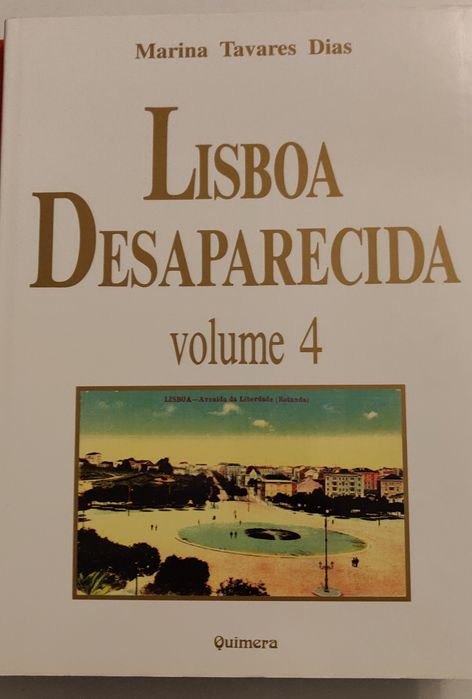 Marina Tavares Dias
LISBOA
DESAPARECIDA
volume 4
LISBOA—Avenida da Liberdade (Rotunda)
Quimera